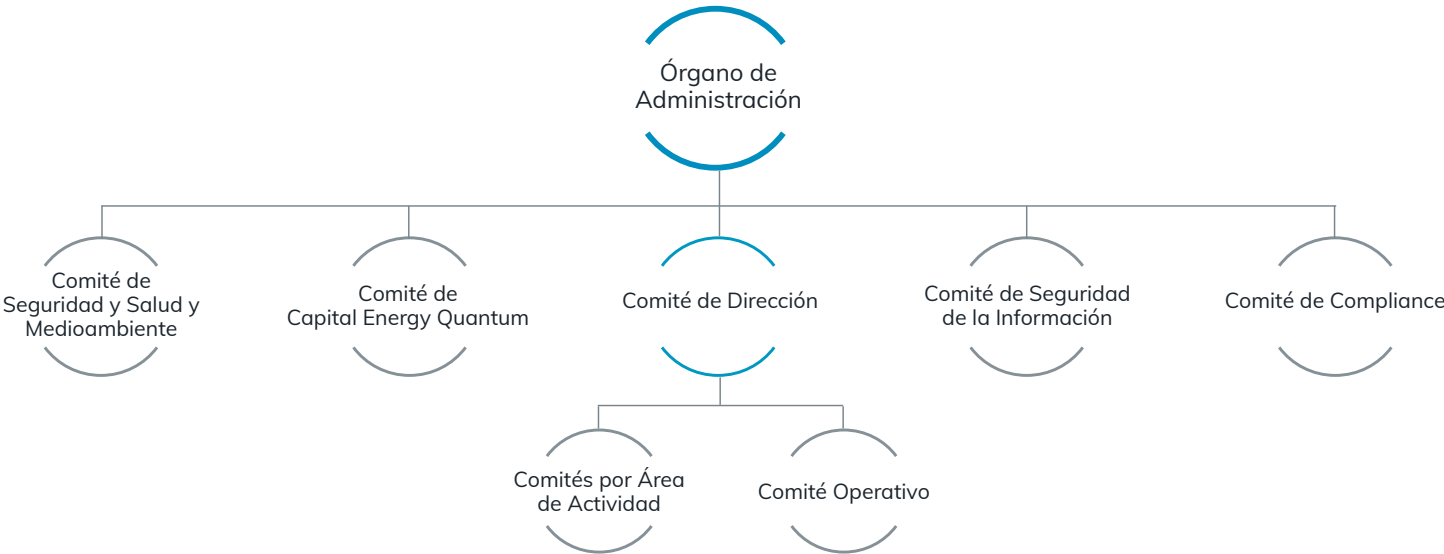 Órgano de
Administración
Comité de
Seguridad y Salud y
Medioambiente
Comité de
Capital Energy Quantum
Comité de Dirección
Comité de Seguridad
de la Información
Comité de Compliance
Comités por Área
de Actividad
Comité Operativo